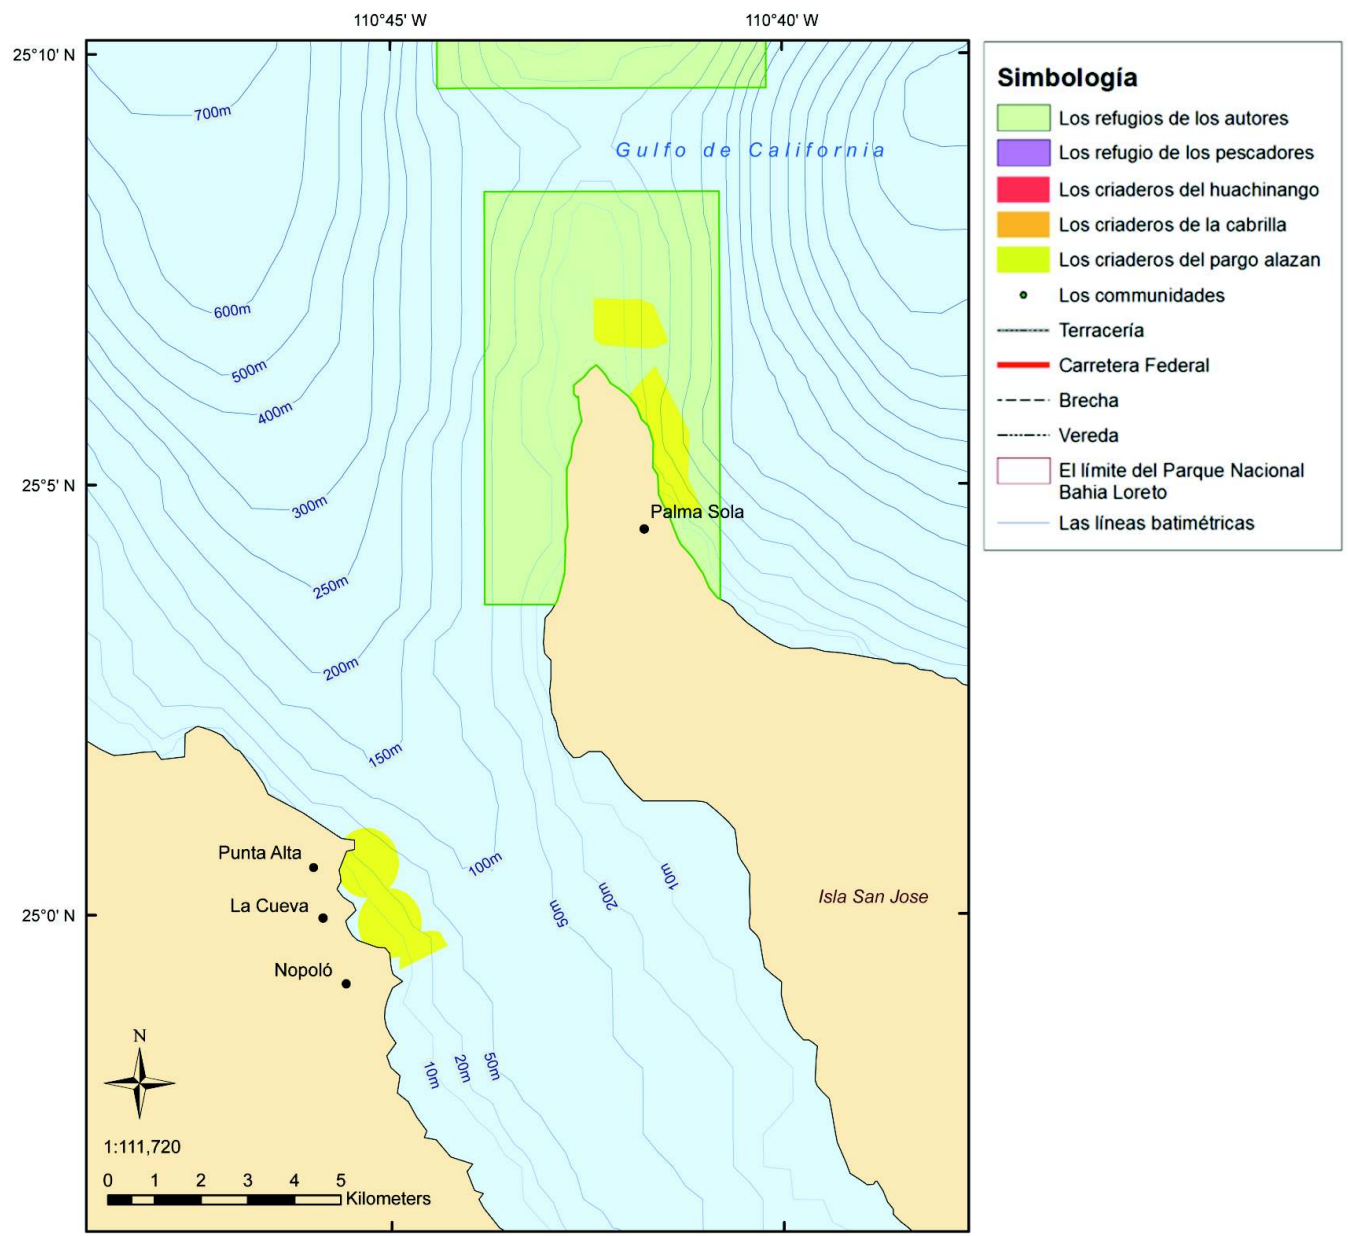 110°45' W
110°40' W
25°10' N
25°5' N
25°0' N
700m
600m
500m
400m
300m
250m
200m
150m
100m
50m
20m
10m
10m
20m
50m
Gulfo de California
Palma Sola
Isla San Jose
Punta Alta
La Cueva
Nopoló
N
1:111,720
0 1 2 3 4 5
Kilometers
Simbología
Los refugios de los autores
Los refugio de los pescadores
Los criaderos del huachinango
Los criaderos de la cabrilla
Los criaderos del pargo alazan
Los communidades
Terracería
Carretera Federal
Brecha
Vereda
El límite del Parque Nacional
Bahia Loreto
Las líneas batimétricas